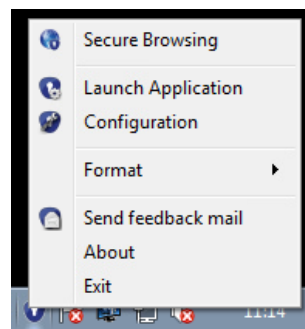 Secure Browsing
Launch Application
Configuration
Format
Send feedback mail
About
Exit
11:14